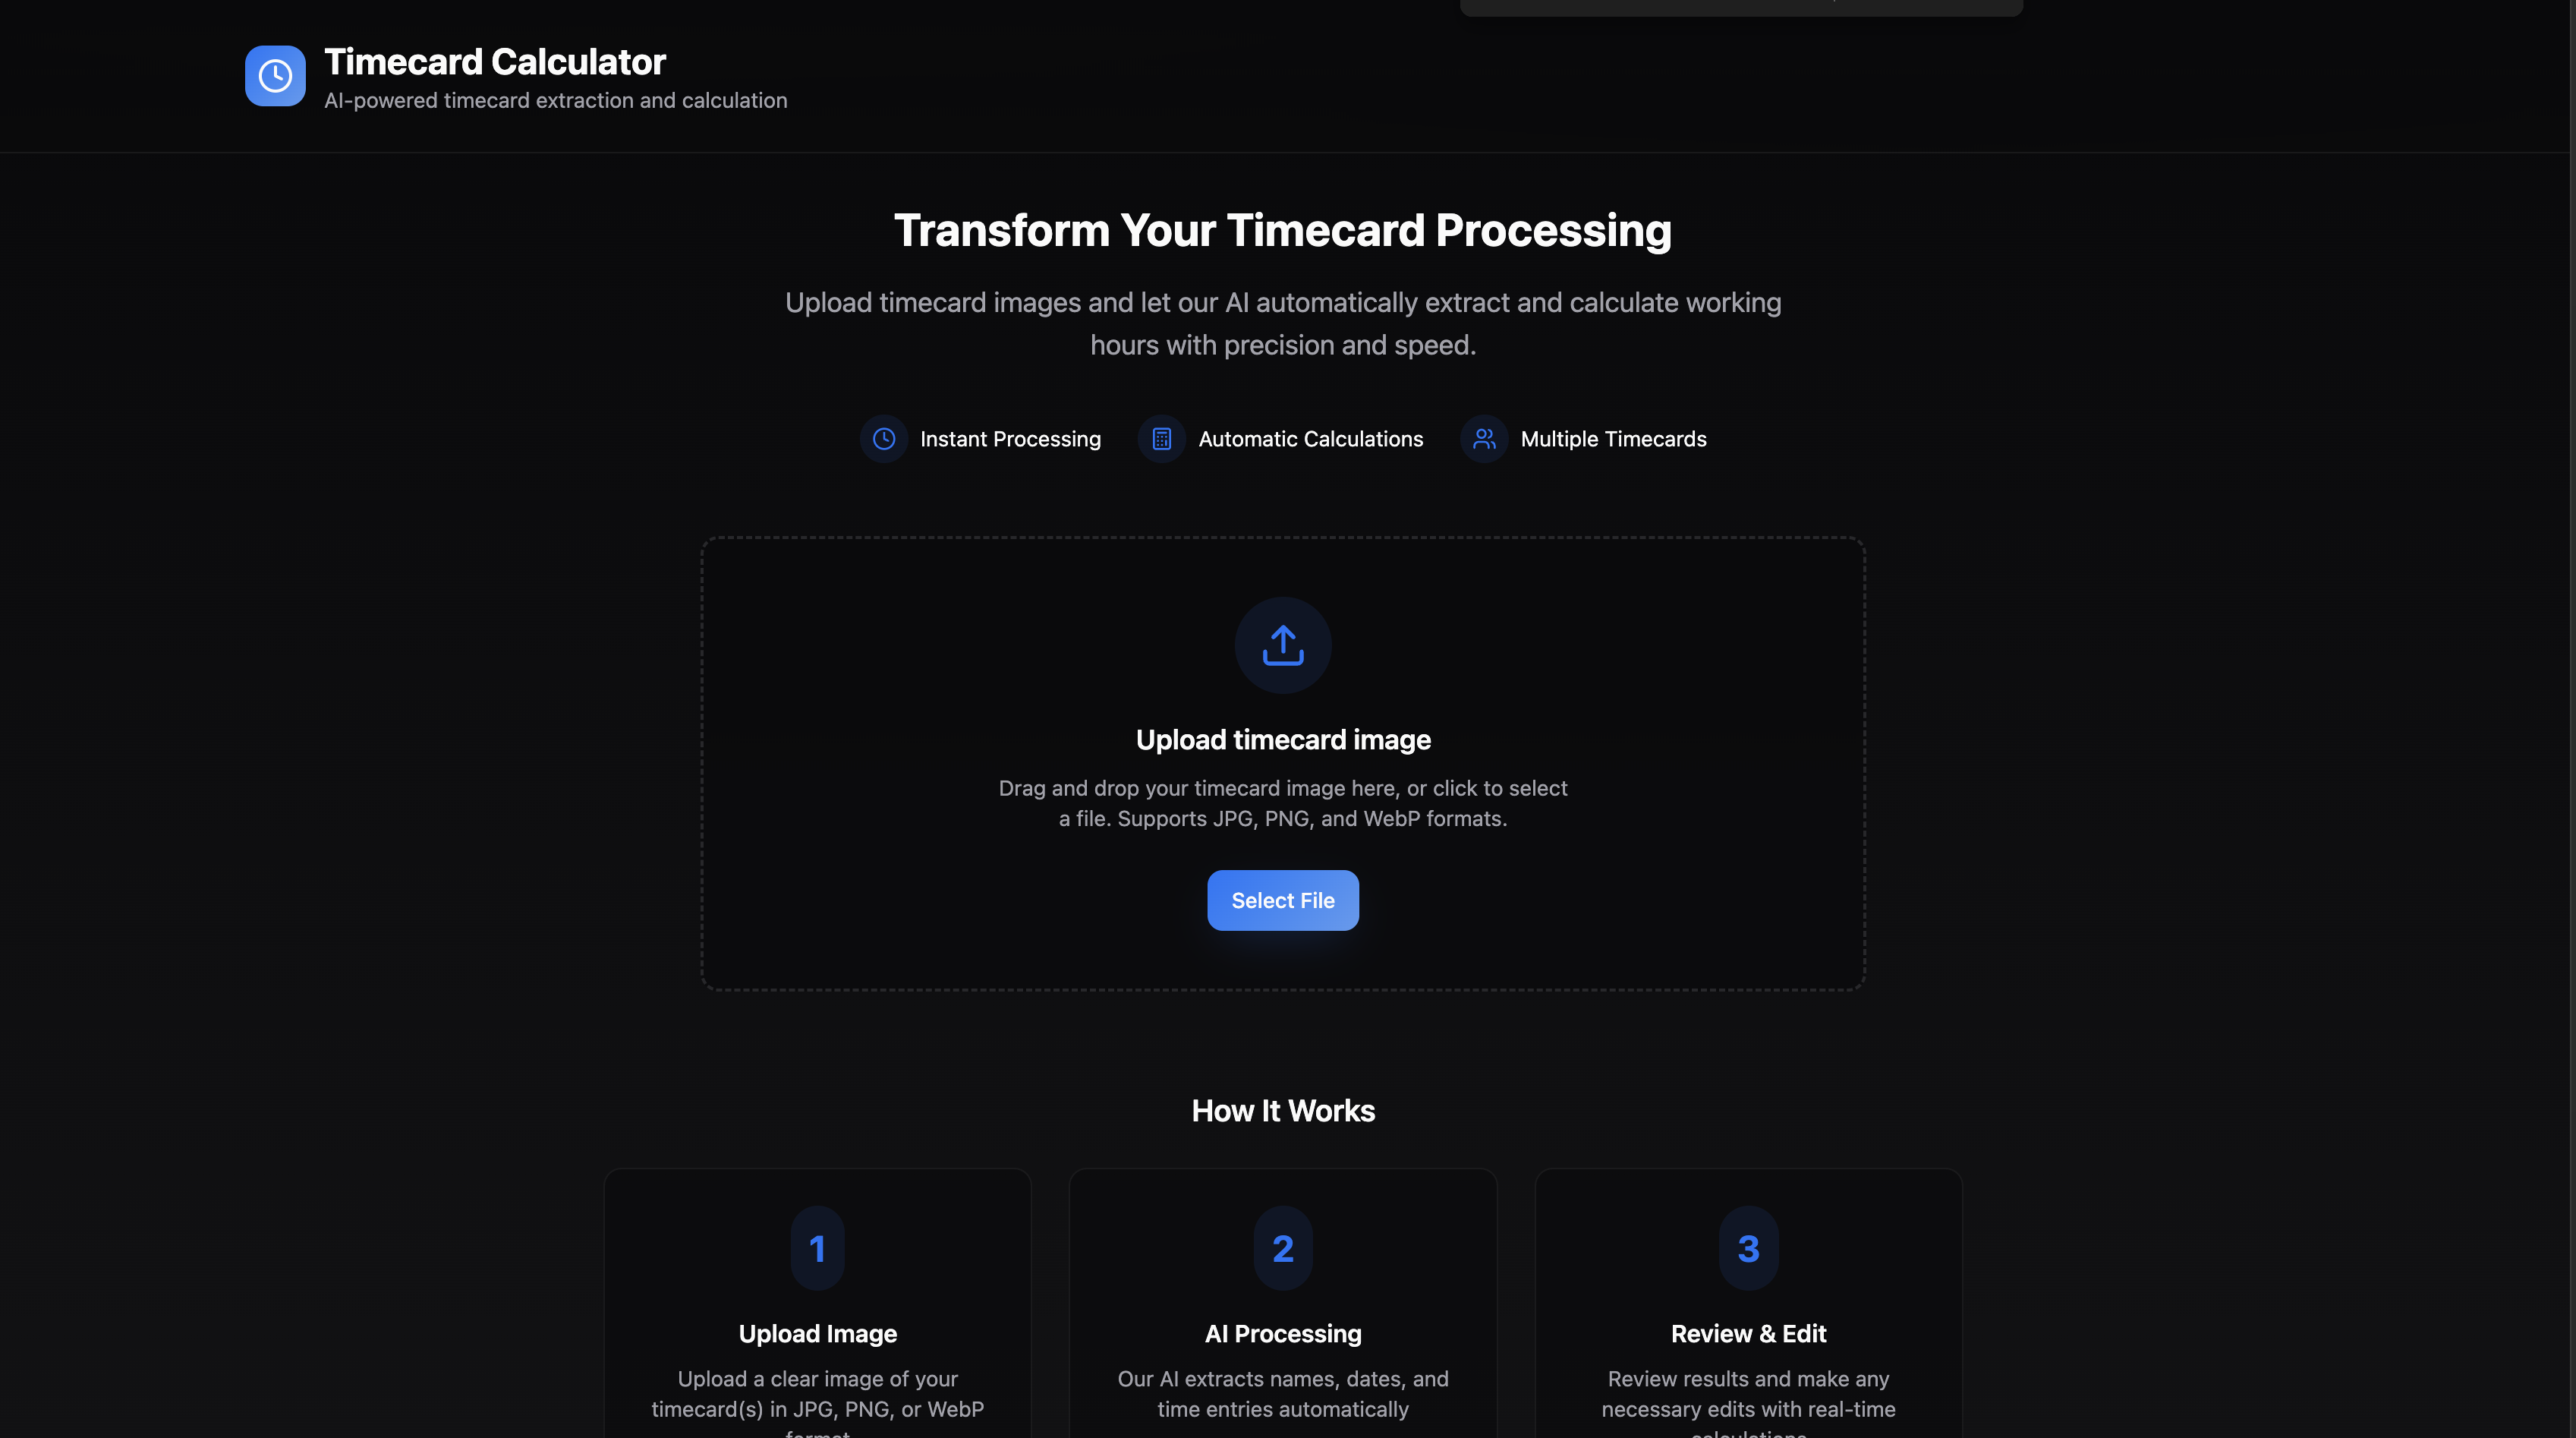 Timecard Calculator
AI-powered timecard extraction and calculation
Transform Your Timecard Processing
Upload timecard images and let our AI automatically extract and calculate working
hours with precision and speed.
Instant Processing
Automatic Calculations
Multiple Timecards
Upload timecard image
Drag and drop your timecard image here, or click to select
a file. Supports JPG, PNG, and WebP formats.
Select File
How It Works
1
Upload Image
Upload a clear image of your
timecard(s) in JPG, PNG, or WebP
2
AI Processing
Our AI extracts names, dates, and
time entries automatically
3
Review & Edit
Review results and make any
necessary edits with real-time